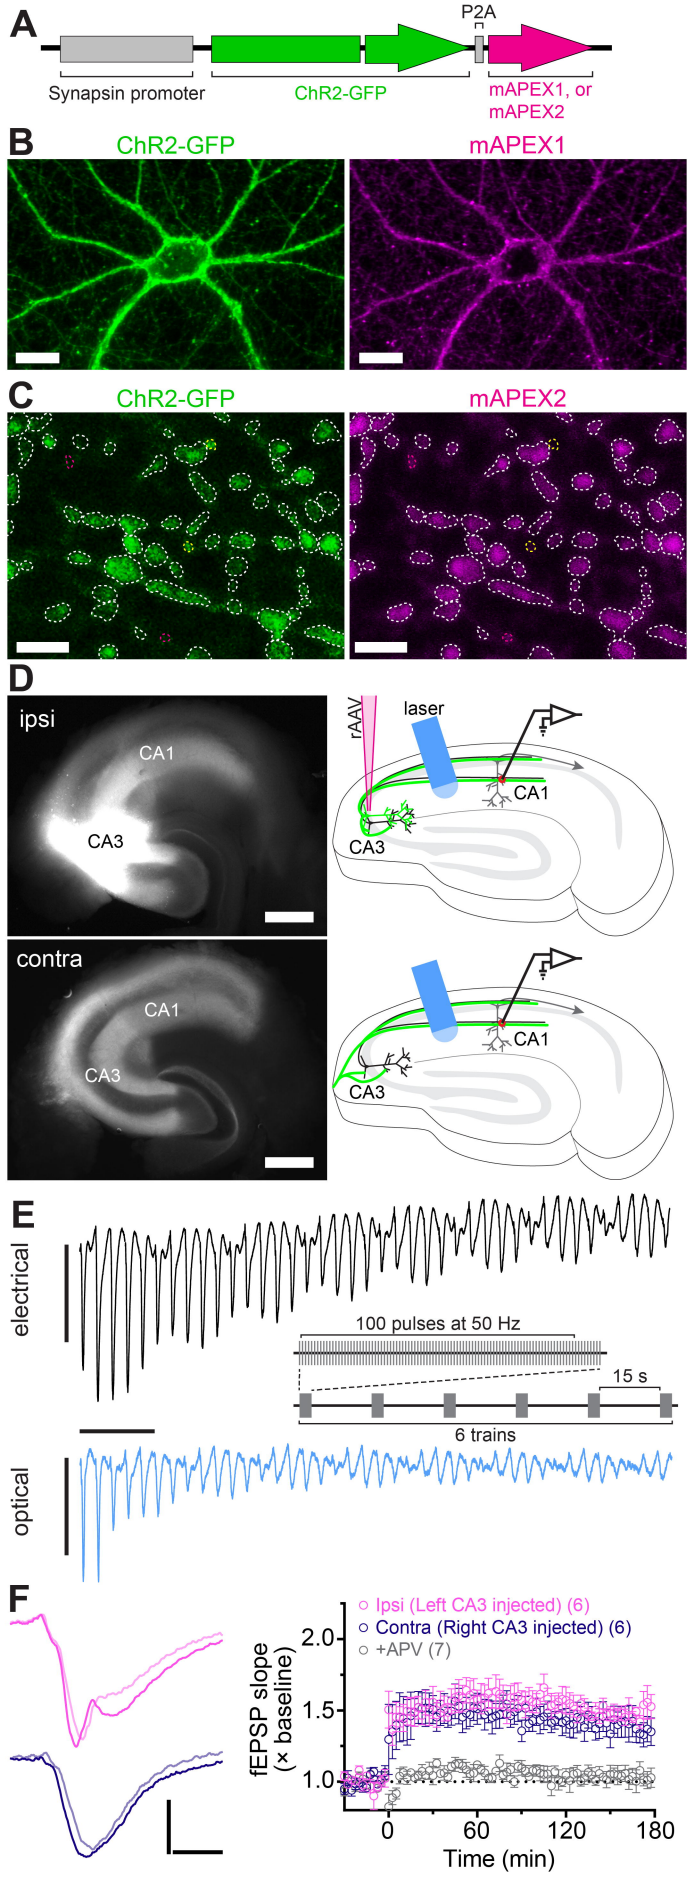 A
P2A
Synapsin promoter
ChR2-GFP
mAPEX1, or
mAPEX2
B
ChR2-GFP
mAPEX1
C
ChR2-GFP
mAPEX2
D
ipsi
CA1
CA3
rAAV
laser
CA1
CA3
contra
CA1
CA3
CA1
CA3
E
electrical
100 pulses at 50 Hz
15 s
6 trains
optical
F
Ipsi (Left CA3 injected) (6)
Contra (Right CA3 injected) (6)
+APV (7)
fEPSP slope
(× baseline)
2.0
1.5
1.0
0
60
120
180
Time (min)